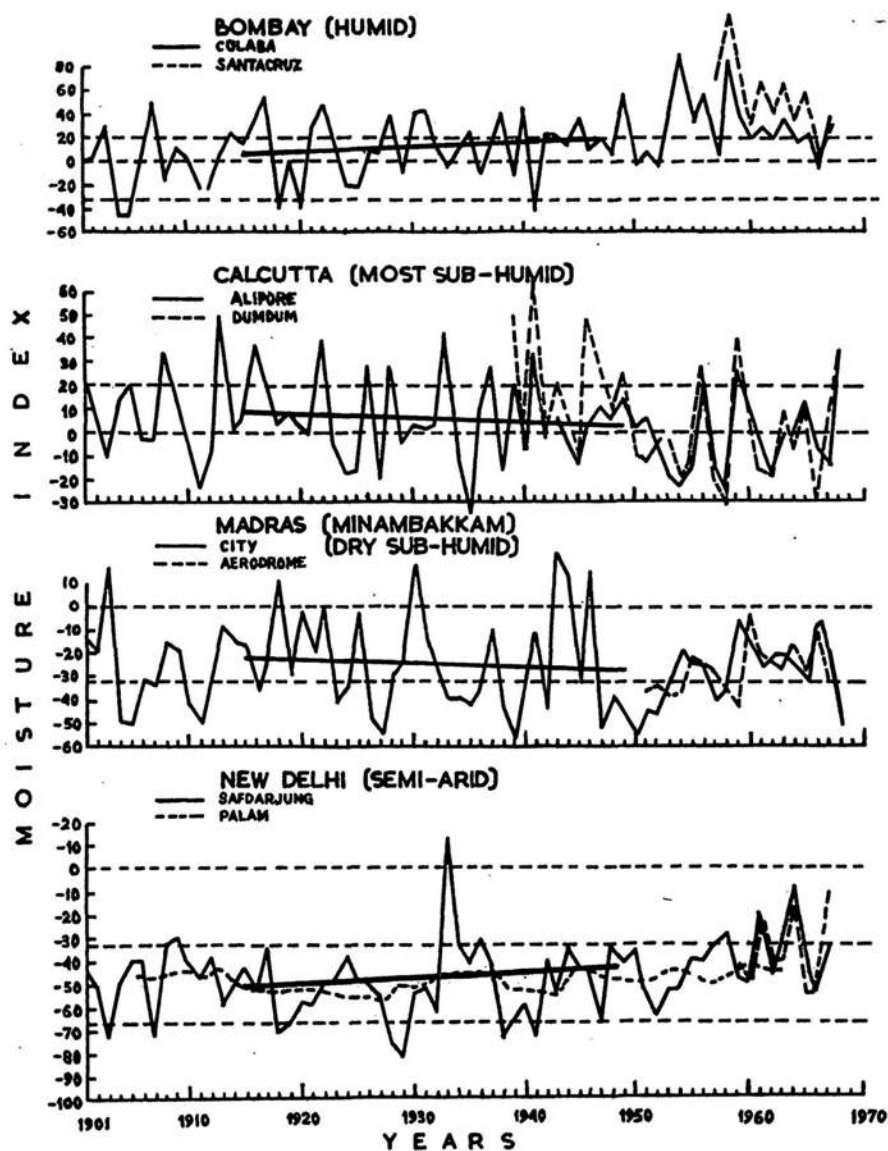 BOMBAY (HUMID)
COLABA
SANTACRUZ
80
60
40
20
0
-20
-40
-60
CALCUTTA (MOST SUB-HUMID)
ALIPORE
DUMDUM
60
50
40
30
20
10
0
-10
-20
-30
MADRAS (MINAMBAKKAM)
CITY (DRY SUB-HUMID)
AERODROME
10
0
-10
-20
-30
-40
-50
-60
NEW DELHI (SEMI-ARID)
SAFDARJUNG
PALAM
-20
-10
0
-10
-20
-30
-40
-50
-60
-70
-80
-90
-100
1901 1910 1920 1930 1940 1950 1960 1970
YEARS
MOISTURE INDEX